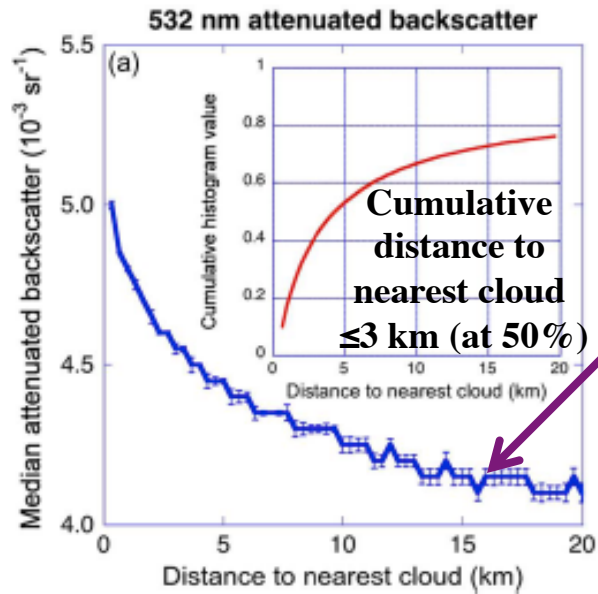 532 nm attenuated backscatter
(a)
Median attenuated backscatter (10⁻³ sr⁻¹)
5.5
5.0
4.5
4.0
0
5
10
15
20
Distance to nearest cloud (km)
Cumulative histogram value
1
0.8
0.6
0.4
0.2
0
0
5
10
15
20
Distance to nearest cloud (km)
Cumulative
distance to
nearest cloud
≤3 km (at 50%)